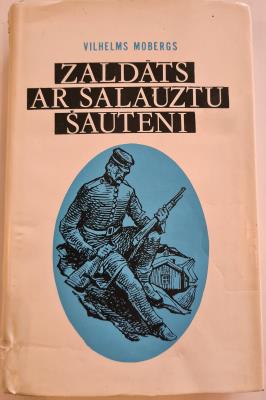 VILHELMS MOBERGS
ZALDĀTS
AR SALAUZTU
ŠAUTENI